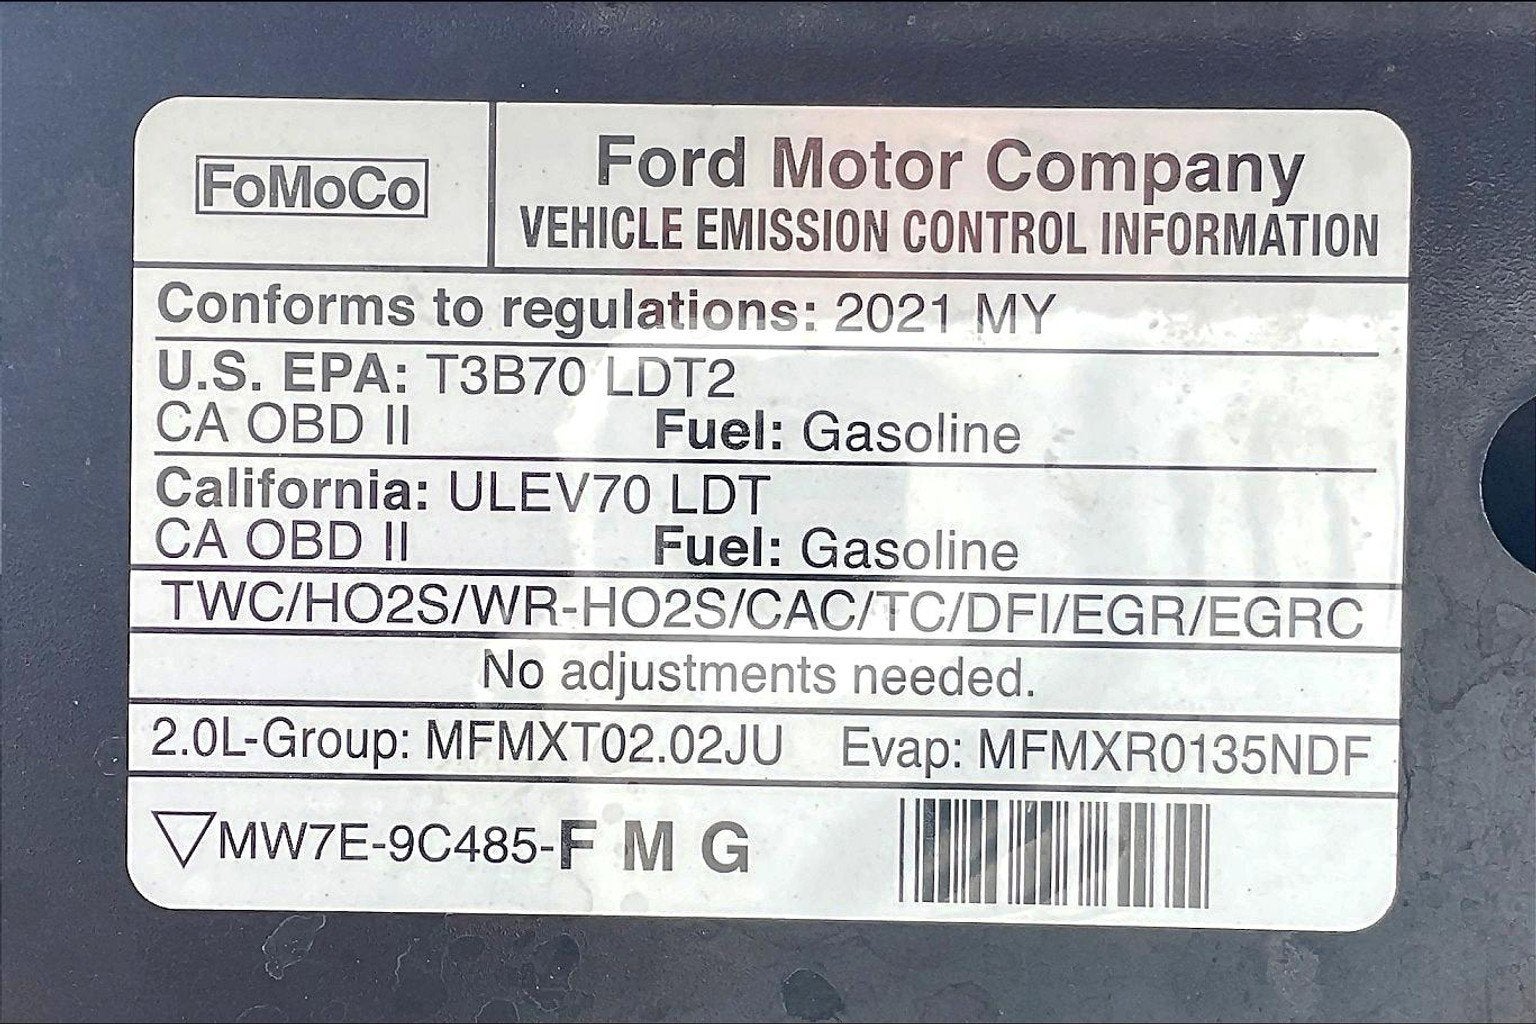 FoMoCo
Ford Motor Company
VEHICLE EMISSION CONTROL INFORMATION
Conforms to regulations: 2021 MY
U.S. EPA: T3B70 LDT2
CA OBD II Fuel: Gasoline
California: ULEV70 LDT
CA OBD II Fuel: Gasoline
TWC/HO2S/WR-HO2S/CAC/TC/DFI/EGR/EGRC
No adjustments needed.
2.0L-Group: MFMXT02.02JU Evap: MFMXR0135NDF
MW7E-9C485-F M G